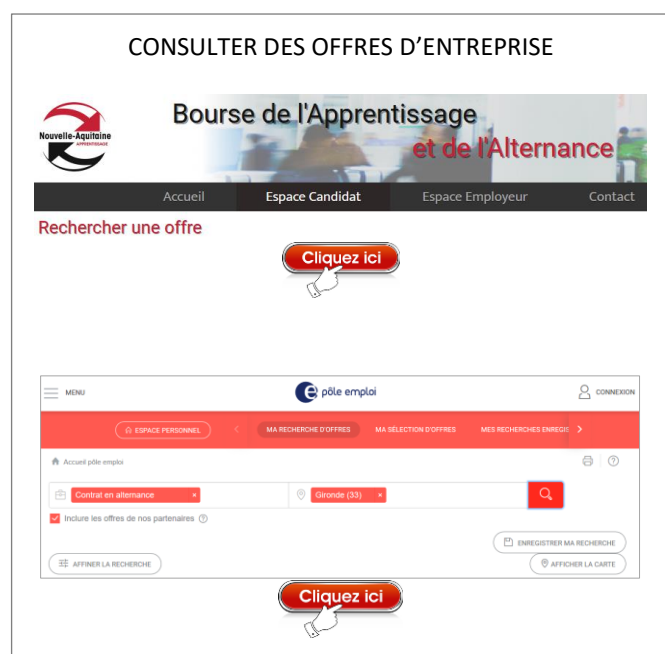 CONSULTER DES OFFRES D’ENTREPRISE
Bourse de l'Apprentissage
et de l'Alternance
Nouvelle-Aquitaine
APPRENTISSAGE
Accueil Espace Candidat Espace Employeur Contact
Rechercher une offre
Cliquez ici
MENU pôle emploi CONNEXION
ESPACE PERSONNEL < MA RECHERCHE D'OFFRES MA SÉLECTION D'OFFRES MES RECHERCHES ENREGIS >
Accueil pôle emploi ?
Contrat en alternance × Gironde (33) ×
Inclure les offres de nos partenaires ?
ENREGISTRER MA RECHERCHE
AFFINER LA RECHERCHE AFFICHER LA CARTE
Cliquez ici